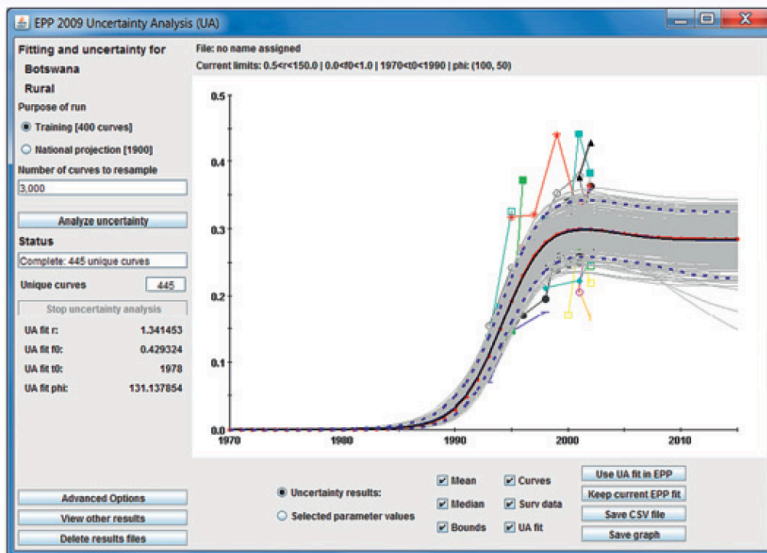 EPP 2009 Uncertainty Analysis (UA)
Fitting and uncertainty for
Botswana
Rural
Purpose of run
Training [400 curves]
National projection [1900]
Number of curves to resample
3,000
Analyze uncertainty
Status
Complete: 445 unique curves
Unique curves 445
Stop uncertainty analysis
UA fit r: 1.341453
UA fit f0: 0.429324
UA fit t0: 1978
UA fit phi: 131.137854
Advanced Options
View other results
Delete results files
File: no name assigned
Current limits: 0.5<r<150.0 | 0.0<f0<1.0 | 1970<t0<1990 | phi: (100, 50)
0.5
0.4
0.3
0.2
0.1
0.0
1970 1980 1990 2000 2010
Uncertainty results:
Selected parameter values
Mean
Median
Bounds
Curves
Surv data
UA fit
Use UA fit in EPP
Keep current EPP fit
Save CSV file
Save graph